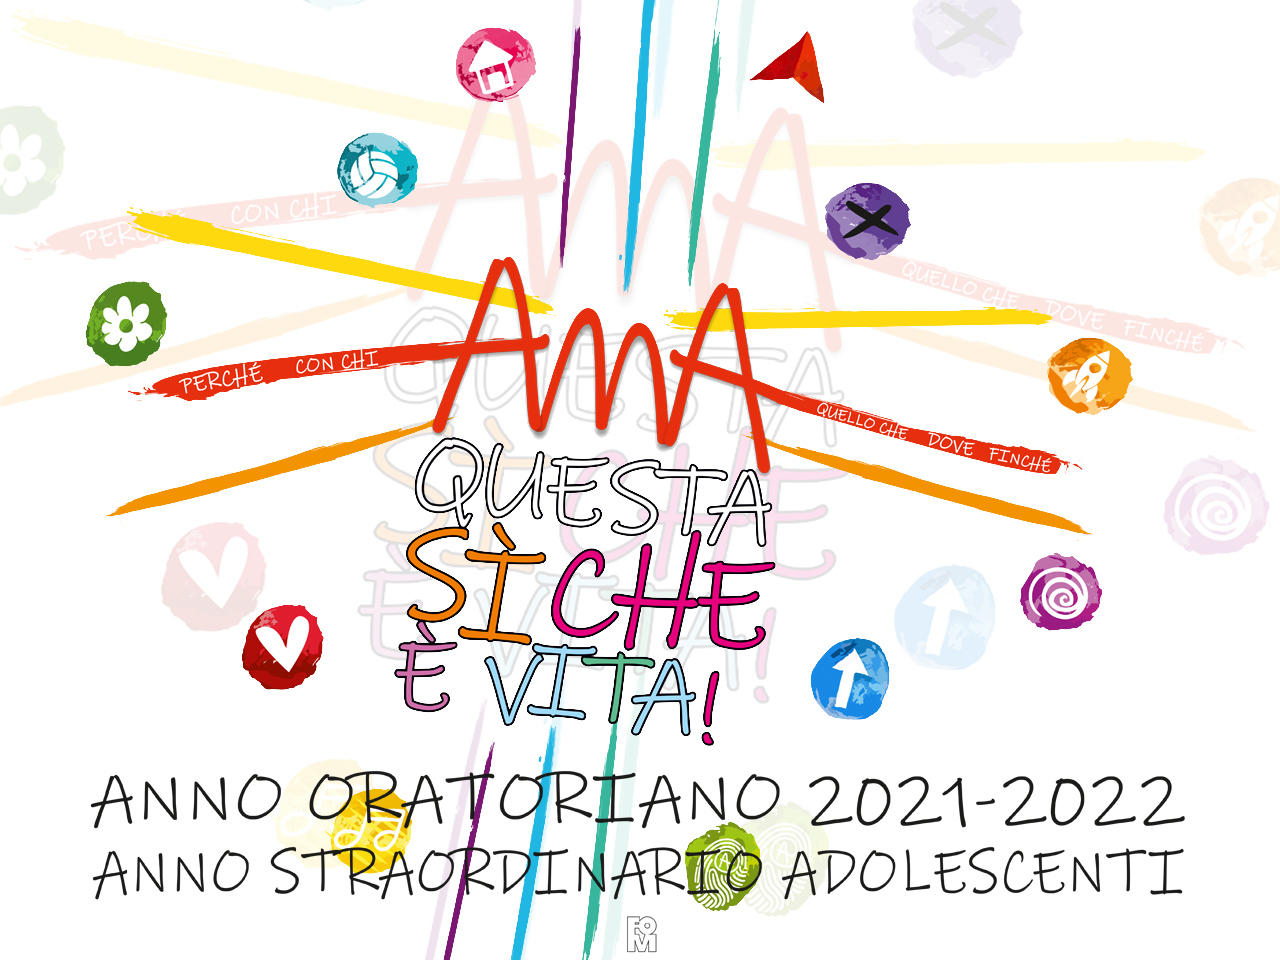 AMA
PERCHÉ CON CHI
QUELLO CHE DOVE FINCHÉ
QUESTA
SÌ CHE
È VITA!
ANNO ORATORIANO 2021-2022
ANNO STRAORDINARIO ADOLESCENTI
FOM